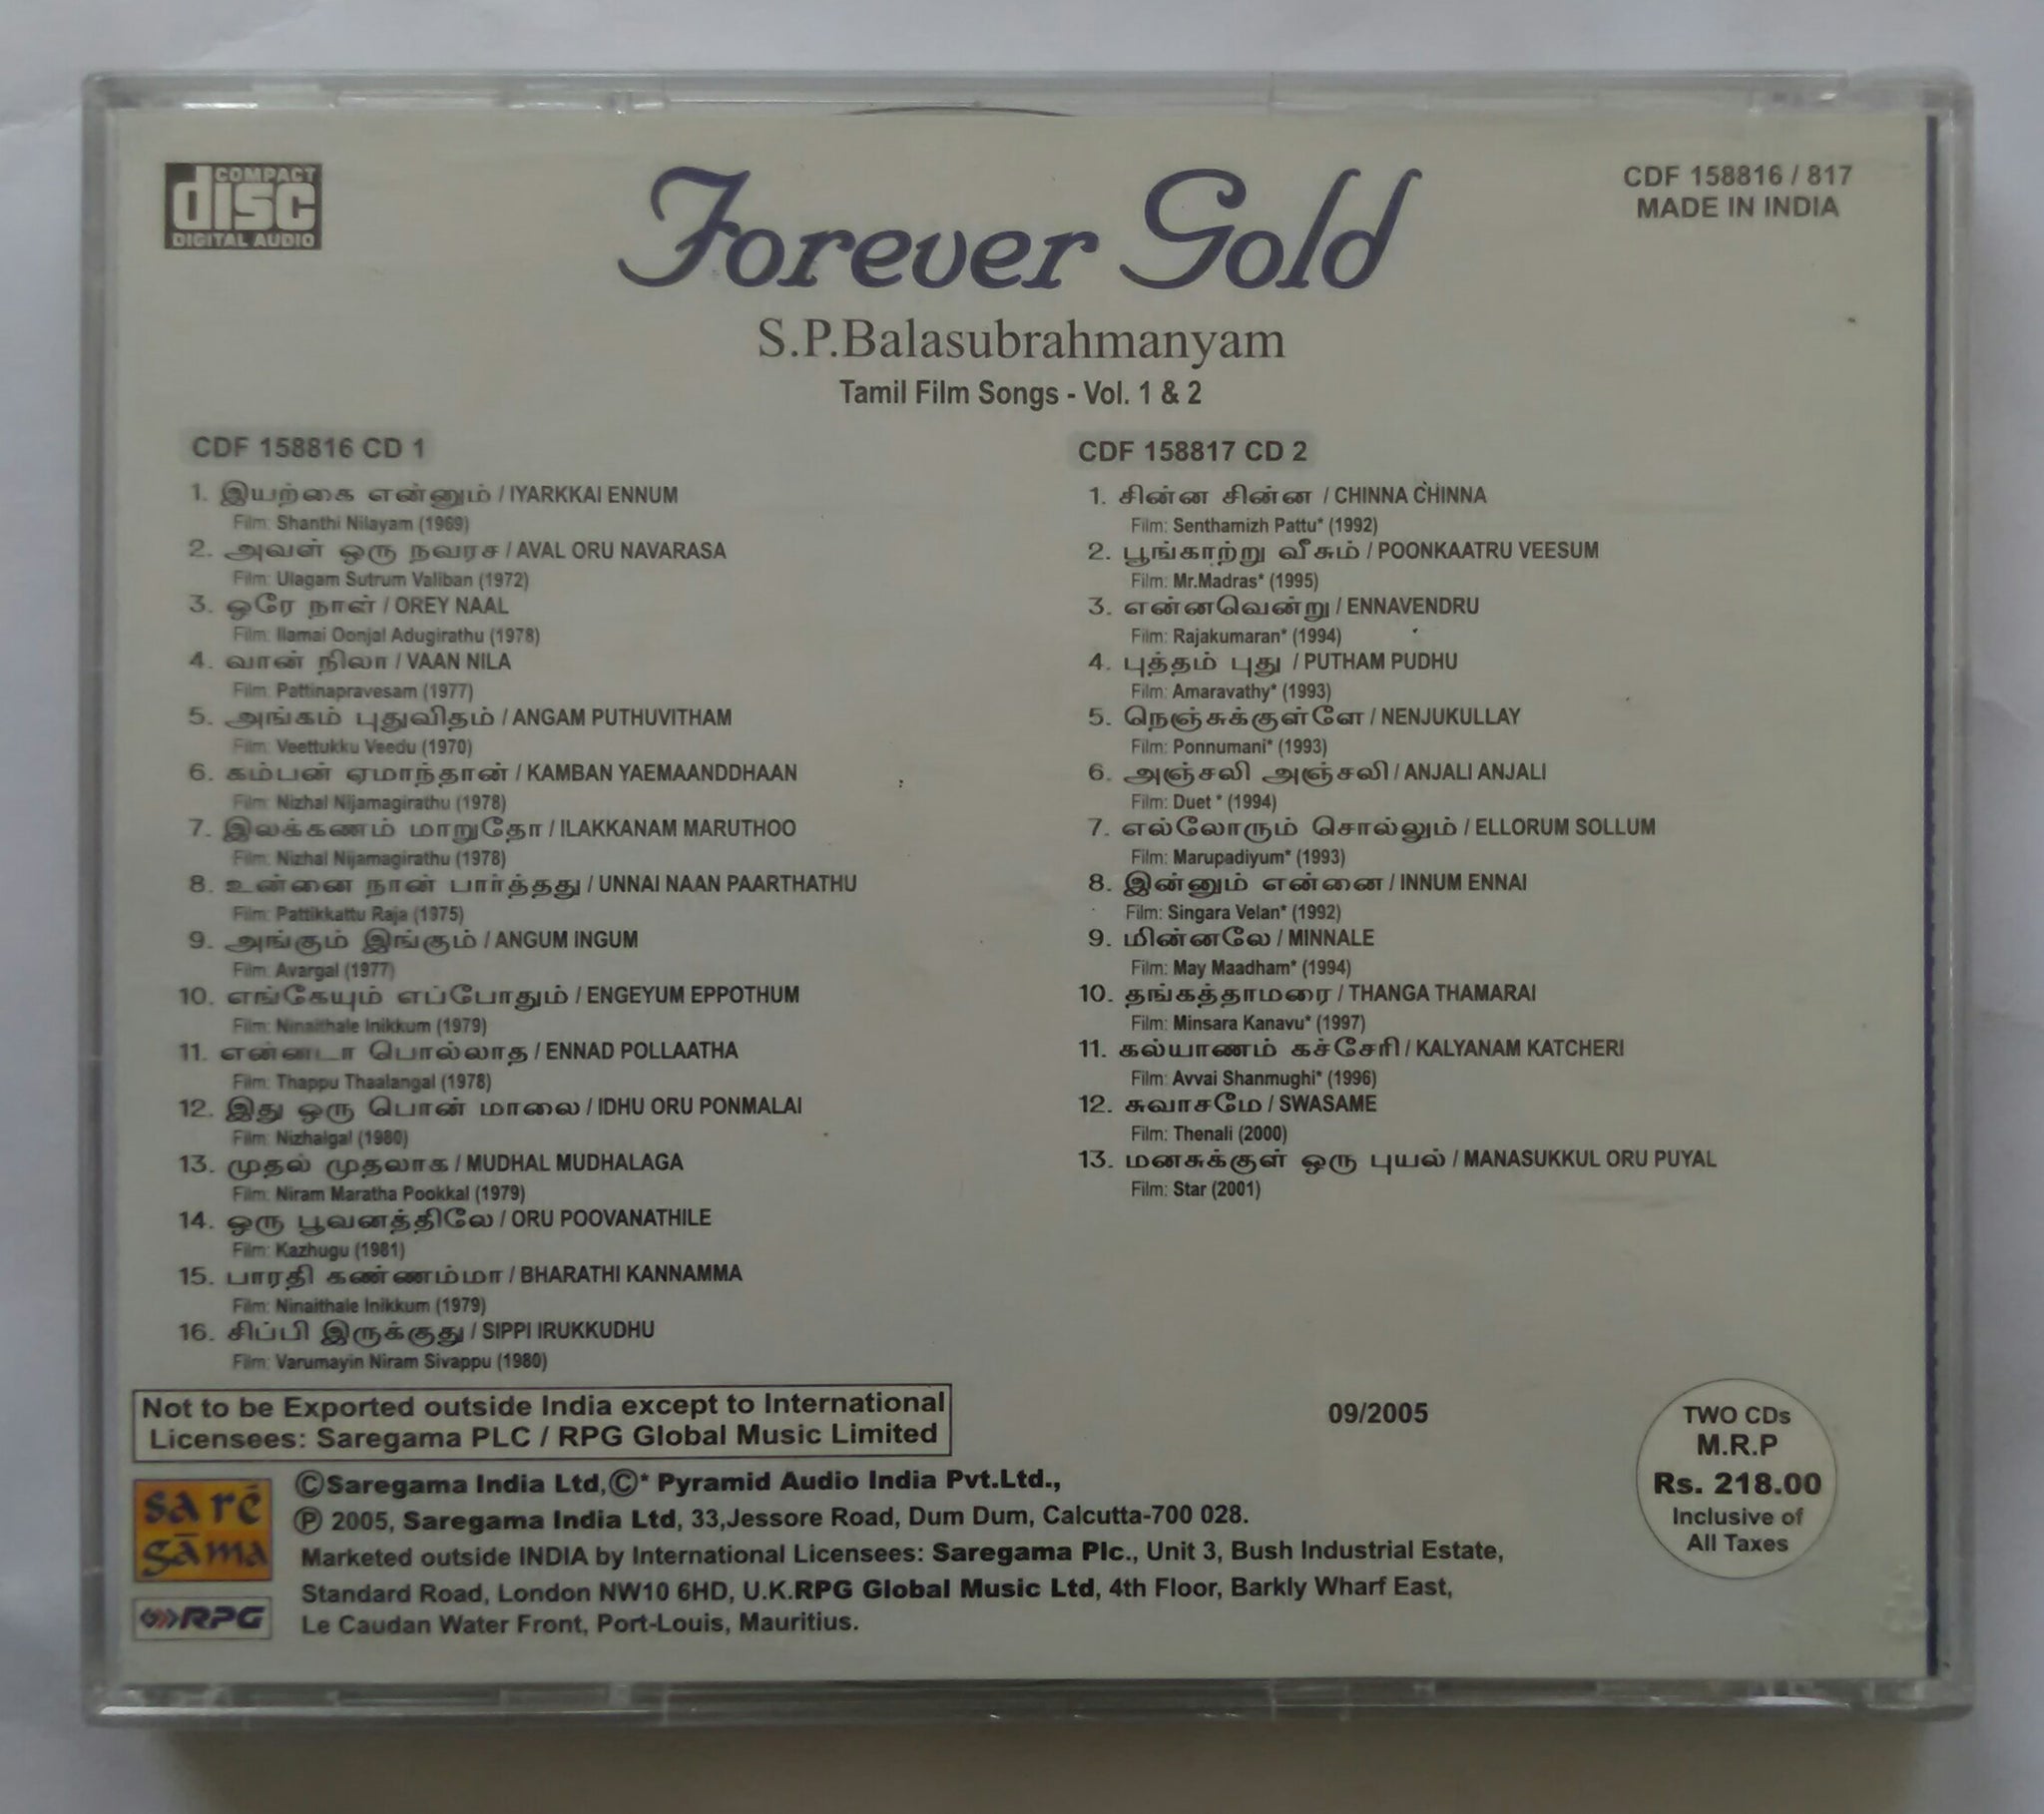 COMPACT
disc
DIGITAL AUDIO
Forever Gold
CDF 158816 / 817
MADE IN INDIA
S.P.Balasubrahmanyam
Tamil Film Songs - Vol. 1 & 2
CDF 158816 CD 1
1. இயற்கை என்னும் / IYARKKAI ENNUM
Film: Shanthi Nilayam (1969)
2. அவள் ஒரு நவரச / AVAL ORU NAVARASA
Film: Ulagam Sutrum Valiban (1972)
3. ஒரே நாள் / OREY NAAL
Film: Ilamai Oonjal Adugirathu (1978)
4. வான் நிலா / VAAN NILA
Film: Pattinapravesam (1977)
5. அங்கம் புதுவிதம் / ANGAM PUTHUVITHAM
Film: Veettukku Veedu (1970)
6. கம்பன் ஏமாந்தான் / KAMBAN YAEMAANDDHAAN
Film: Nizhal Nijamagirathu (1978)
7. இலக்கணம் மாறுதோ / ILAKKANAM MARUTHOO
Film: Nizhal Nijamagirathu (1978)
8. உன்னை நான் பார்த்தது / UNNAI NAAN PAARTHATHU
Film: Pattikkattu Raja (1975)
9. அங்கும் இங்கும் / ANGUM INGUM
Film: Avargal (1977)
10. எங்கேயும் எப்போதும் / ENGEYUM EPPOTHUM
Film: Ninaithale Inikkum (1979)
11. என்னடா பொல்லாத / ENNAD POLLAATHA
Film: Thappu Thaalangal (1978)
12. இது ஒரு பொன் மாலை / IDHU ORU PONMALAI
Film: Nizhalgal (1980)
13. முதல் முதலாக / MUDHAL MUDHALAGA
Film: Niram Maratha Pookkal (1979)
14. ஒரு பூவனத்திலே / ORU POOVANATHILE
Film: Kazhugu (1981)
15. பாரதி கண்ணம்மா / BHARATHI KANNAMMA
Film: Ninaithale Inikkum (1979)
16. சிப்பி இருக்குது / SIPPI IRUKKUDHU
Film: Varumayin Niram Sivappu (1980)
CDF 158817 CD 2
1. சின்ன சின்ன / CHINNA CHINNA
Film: Senthamizh Pattu* (1992)
2. பூங்காற்று வீசும் / POONKAATRU VEESUM
Film: Mr.Madras* (1995)
3. என்னவென்று / ENNAVENDRU
Film: Rajakumaran* (1994)
4. புத்தம் புது / PUTHAM PUDHU
Film: Amaravathy* (1993)
5. நெஞ்சுக்குள்ளே / NENJUKULLAY
Film: Ponnumani* (1993)
6. அஞ்சலி அஞ்சலி / ANJALI ANJALI
Film: Duet * (1994)
7. எல்லோரும் சொல்லும் / ELLORUM SOLLUM
Film: Marupadiyum* (1993)
8. இன்னும் என்னை / INNUM ENNAI
Film: Singara Velan* (1992)
9. மின்னலே / MINNALE
Film: May Maadham* (1994)
10. தங்கத்தாமரை / THANGA THAMARAI
Film: Minsara Kanavu* (1997)
11. கல்யாணம் கச்சேரி / KALYANAM KATCHERI
Film: Avvai Shanmughi* (1996)
12. சுவாசமே / SWASAME
Film: Thenali (2000)
13. மனசுக்குள் ஒரு புயல் / MANASUKKUL ORU PUYAL
Film: Star (2001)
Not to be Exported outside India except to International
Licensees: Saregama PLC / RPG Global Music Limited
09/2005
TWO CDs
M.R.P
Rs. 218.00
Inclusive of
All Taxes
sa rē
gāma
RPG
©Saregama India Ltd,©* Pyramid Audio India Pvt.Ltd.,
℗ 2005, Saregama India Ltd, 33,Jessore Road, Dum Dum, Calcutta-700 028.
Marketed outside INDIA by International Licensees: Saregama Plc., Unit 3, Bush Industrial Estate,
Standard Road, London NW10 6HD, U.K.RPG Global Music Ltd, 4th Floor, Barkly Wharf East,
Le Caudan Water Front, Port-Louis, Mauritius.